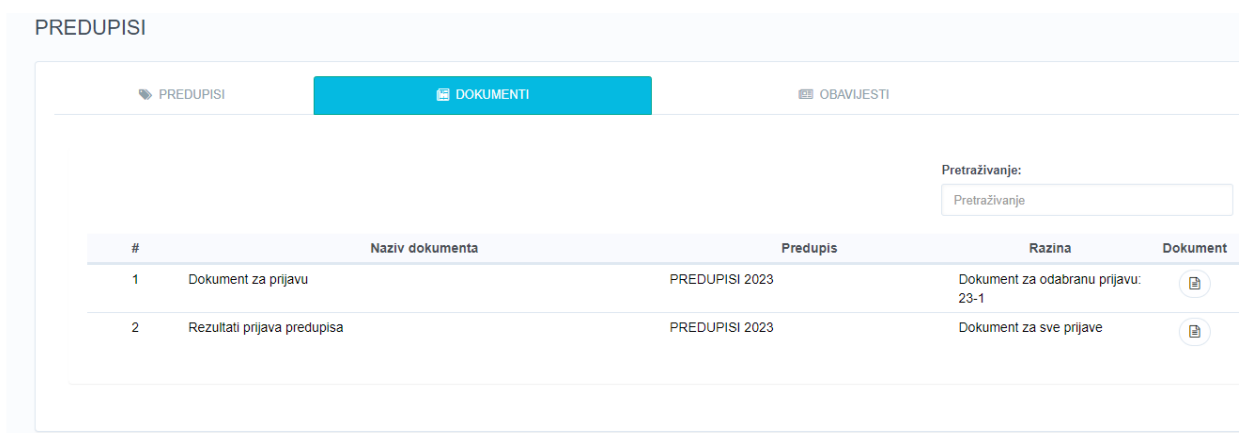 PREDUPISI
PREDUPISI DOKUMENTI OBAVIJESTI
Pretraživanje:
Pretraživanje
# Naziv dokumenta Predupis Razina Dokument
1 Dokument za prijavu PREDUPISI 2023 Dokument za odabranu prijavu:
23-1
2 Rezultati prijava predupisa PREDUPISI 2023 Dokument za sve prijave